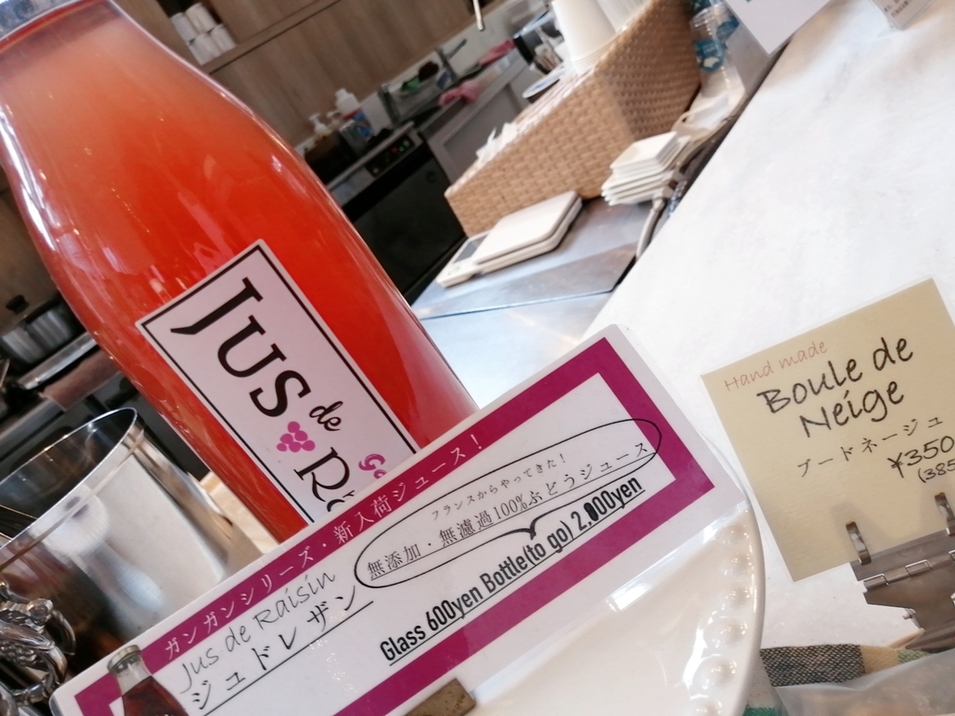 JUS
de
ガンガンシリーズ・新入荷ジュース！
フランスからやってきた！
無添加・無濾過100%ぶどうジュース
Jus de Raisin
ジュドレザン
Glass 600yen Bottle(to go) 2,000yen
Hand made
Boule de
Neige
ブードネージュ
¥350
(385